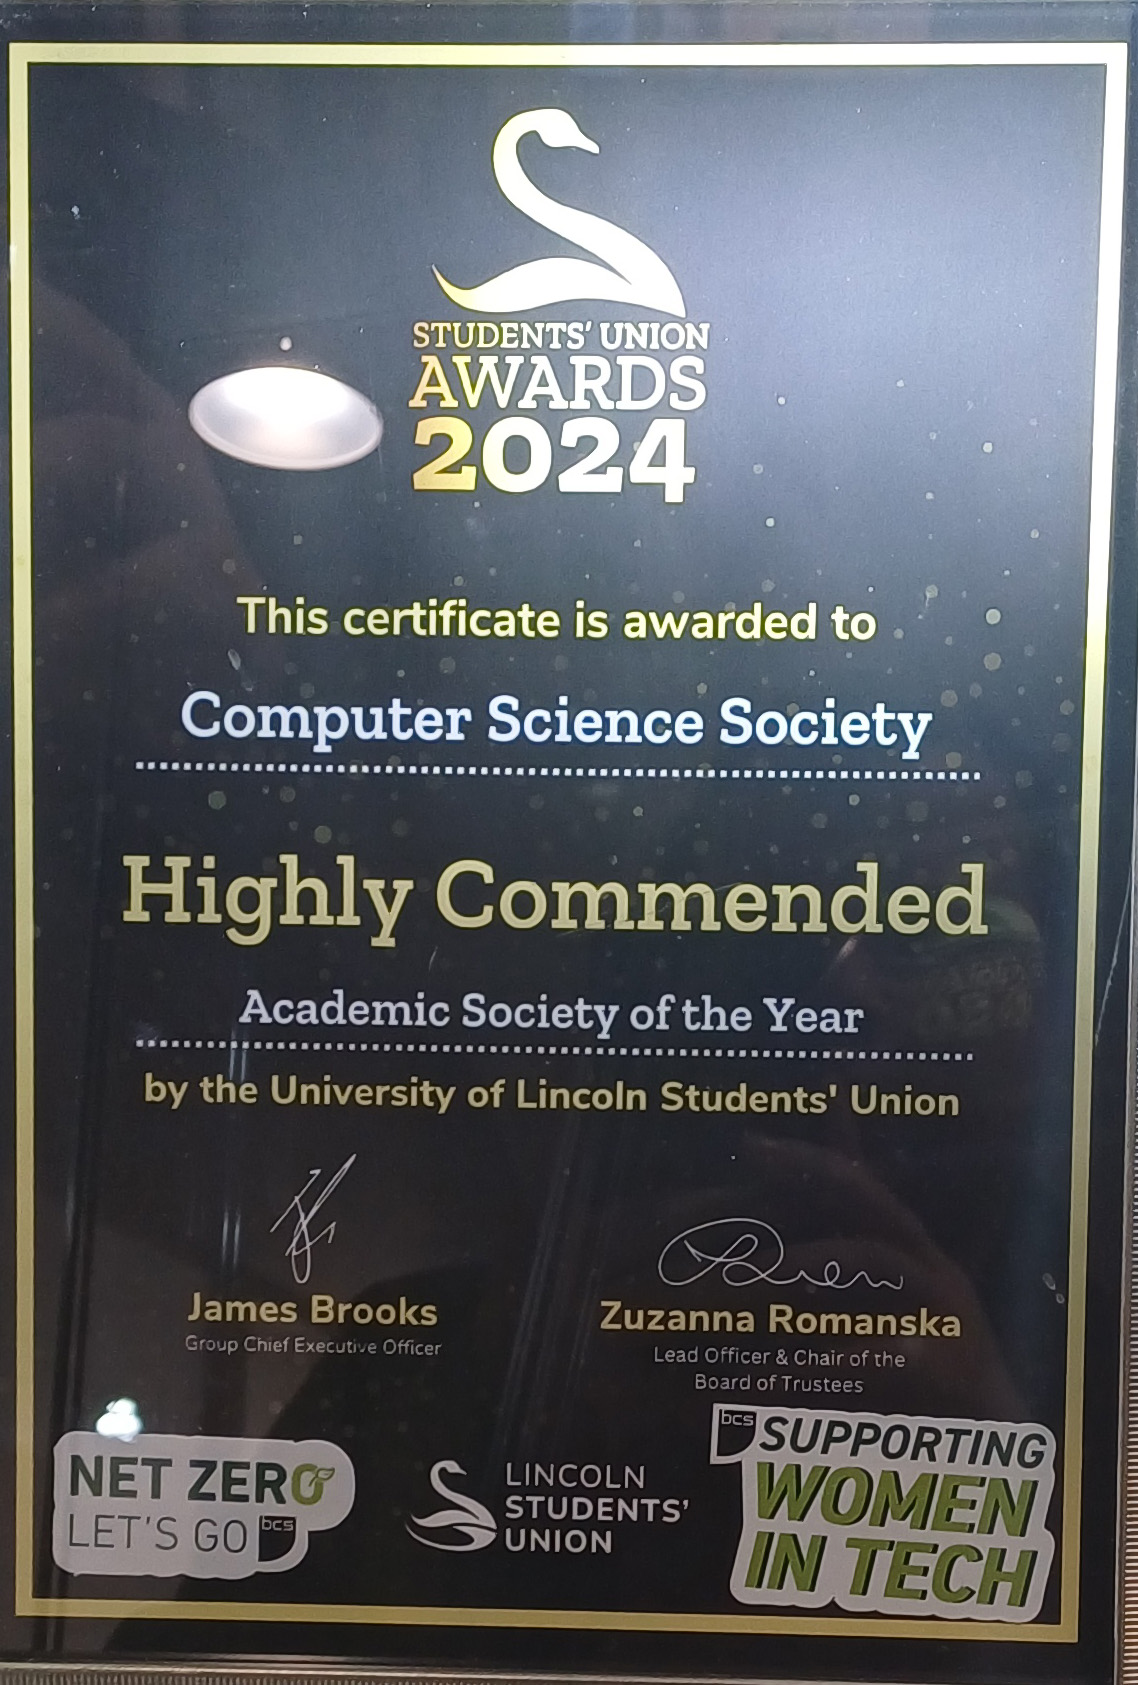 STUDENTS' UNION
AWARDS
2024
This certificate is awarded to
Computer Science Society
Highly Commended
Academic Society of the Year
by the University of Lincoln Students' Union
James Brooks
Group Chief Executive Officer
Zuzanna Romanska
Lead Officer & Chair of the
Board of Trustees
NET ZERO
LET'S GO bcs
LINCOLN
STUDENTS'
UNION
bcs SUPPORTING
WOMEN
IN TECH